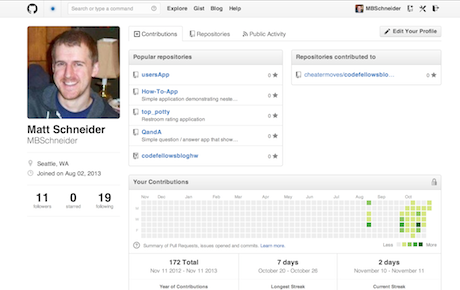 Search or type a command
Explore Gist Blog Help
MBSchneider
Contributions Repositories Public Activity
Edit Your Profile
Popular repositories
usersApp
0
How-To-App
Simple application demonstrating neste...
0
top_potty
Restroom rating application
0
QandA
Simple question / answer app that show...
0
codefellowsbloghw
0
Repositories contributed to
cheatermoves/codefellowsblo...
0
Matt Schneider
MBSchneider
Seattle, WA
Joined on Aug 02, 2013
11
followers
0
starred
19
following
Your Contributions
Nov Dec Jan Feb Mar Apr May Jun Jul Aug Sep Oct
M
W
F
Summary of Pull Requests, issues opened and commits. Learn more.
Less More
172 Total
Nov 11 2012 - Nov 11 2013
Year of Contributions
7 days
October 20 - October 26
Longest Streak
2 days
November 10 - November 11
Current Streak